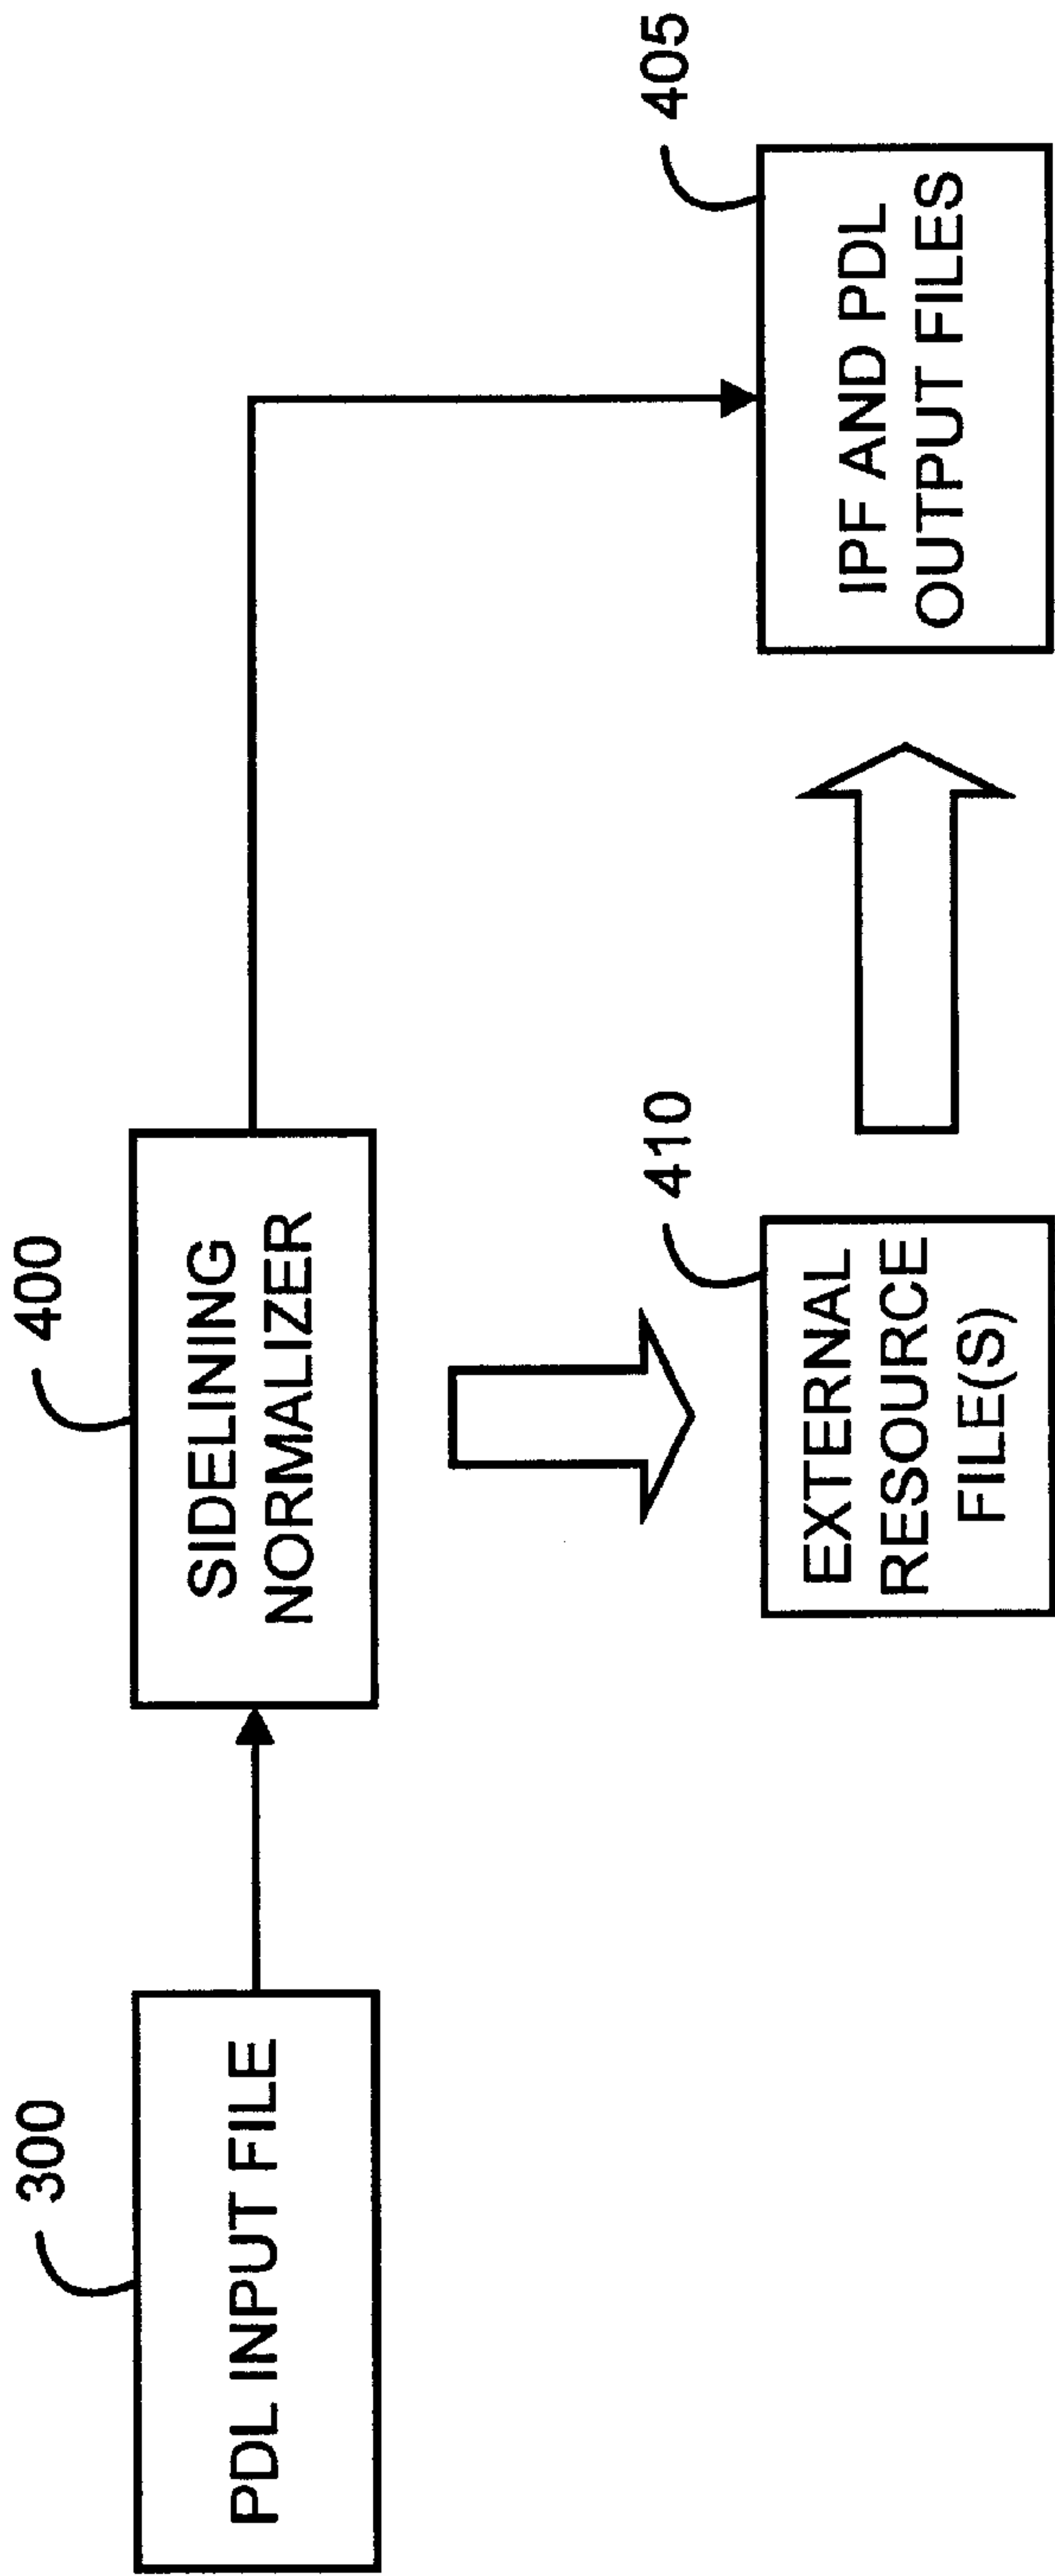 300
PDL INPUT FILE
400
SIDELINING
NORMALIZER
410
EXTERNAL
RESOURCE
FILE(S)
405
IPF AND PDL
OUTPUT FILES